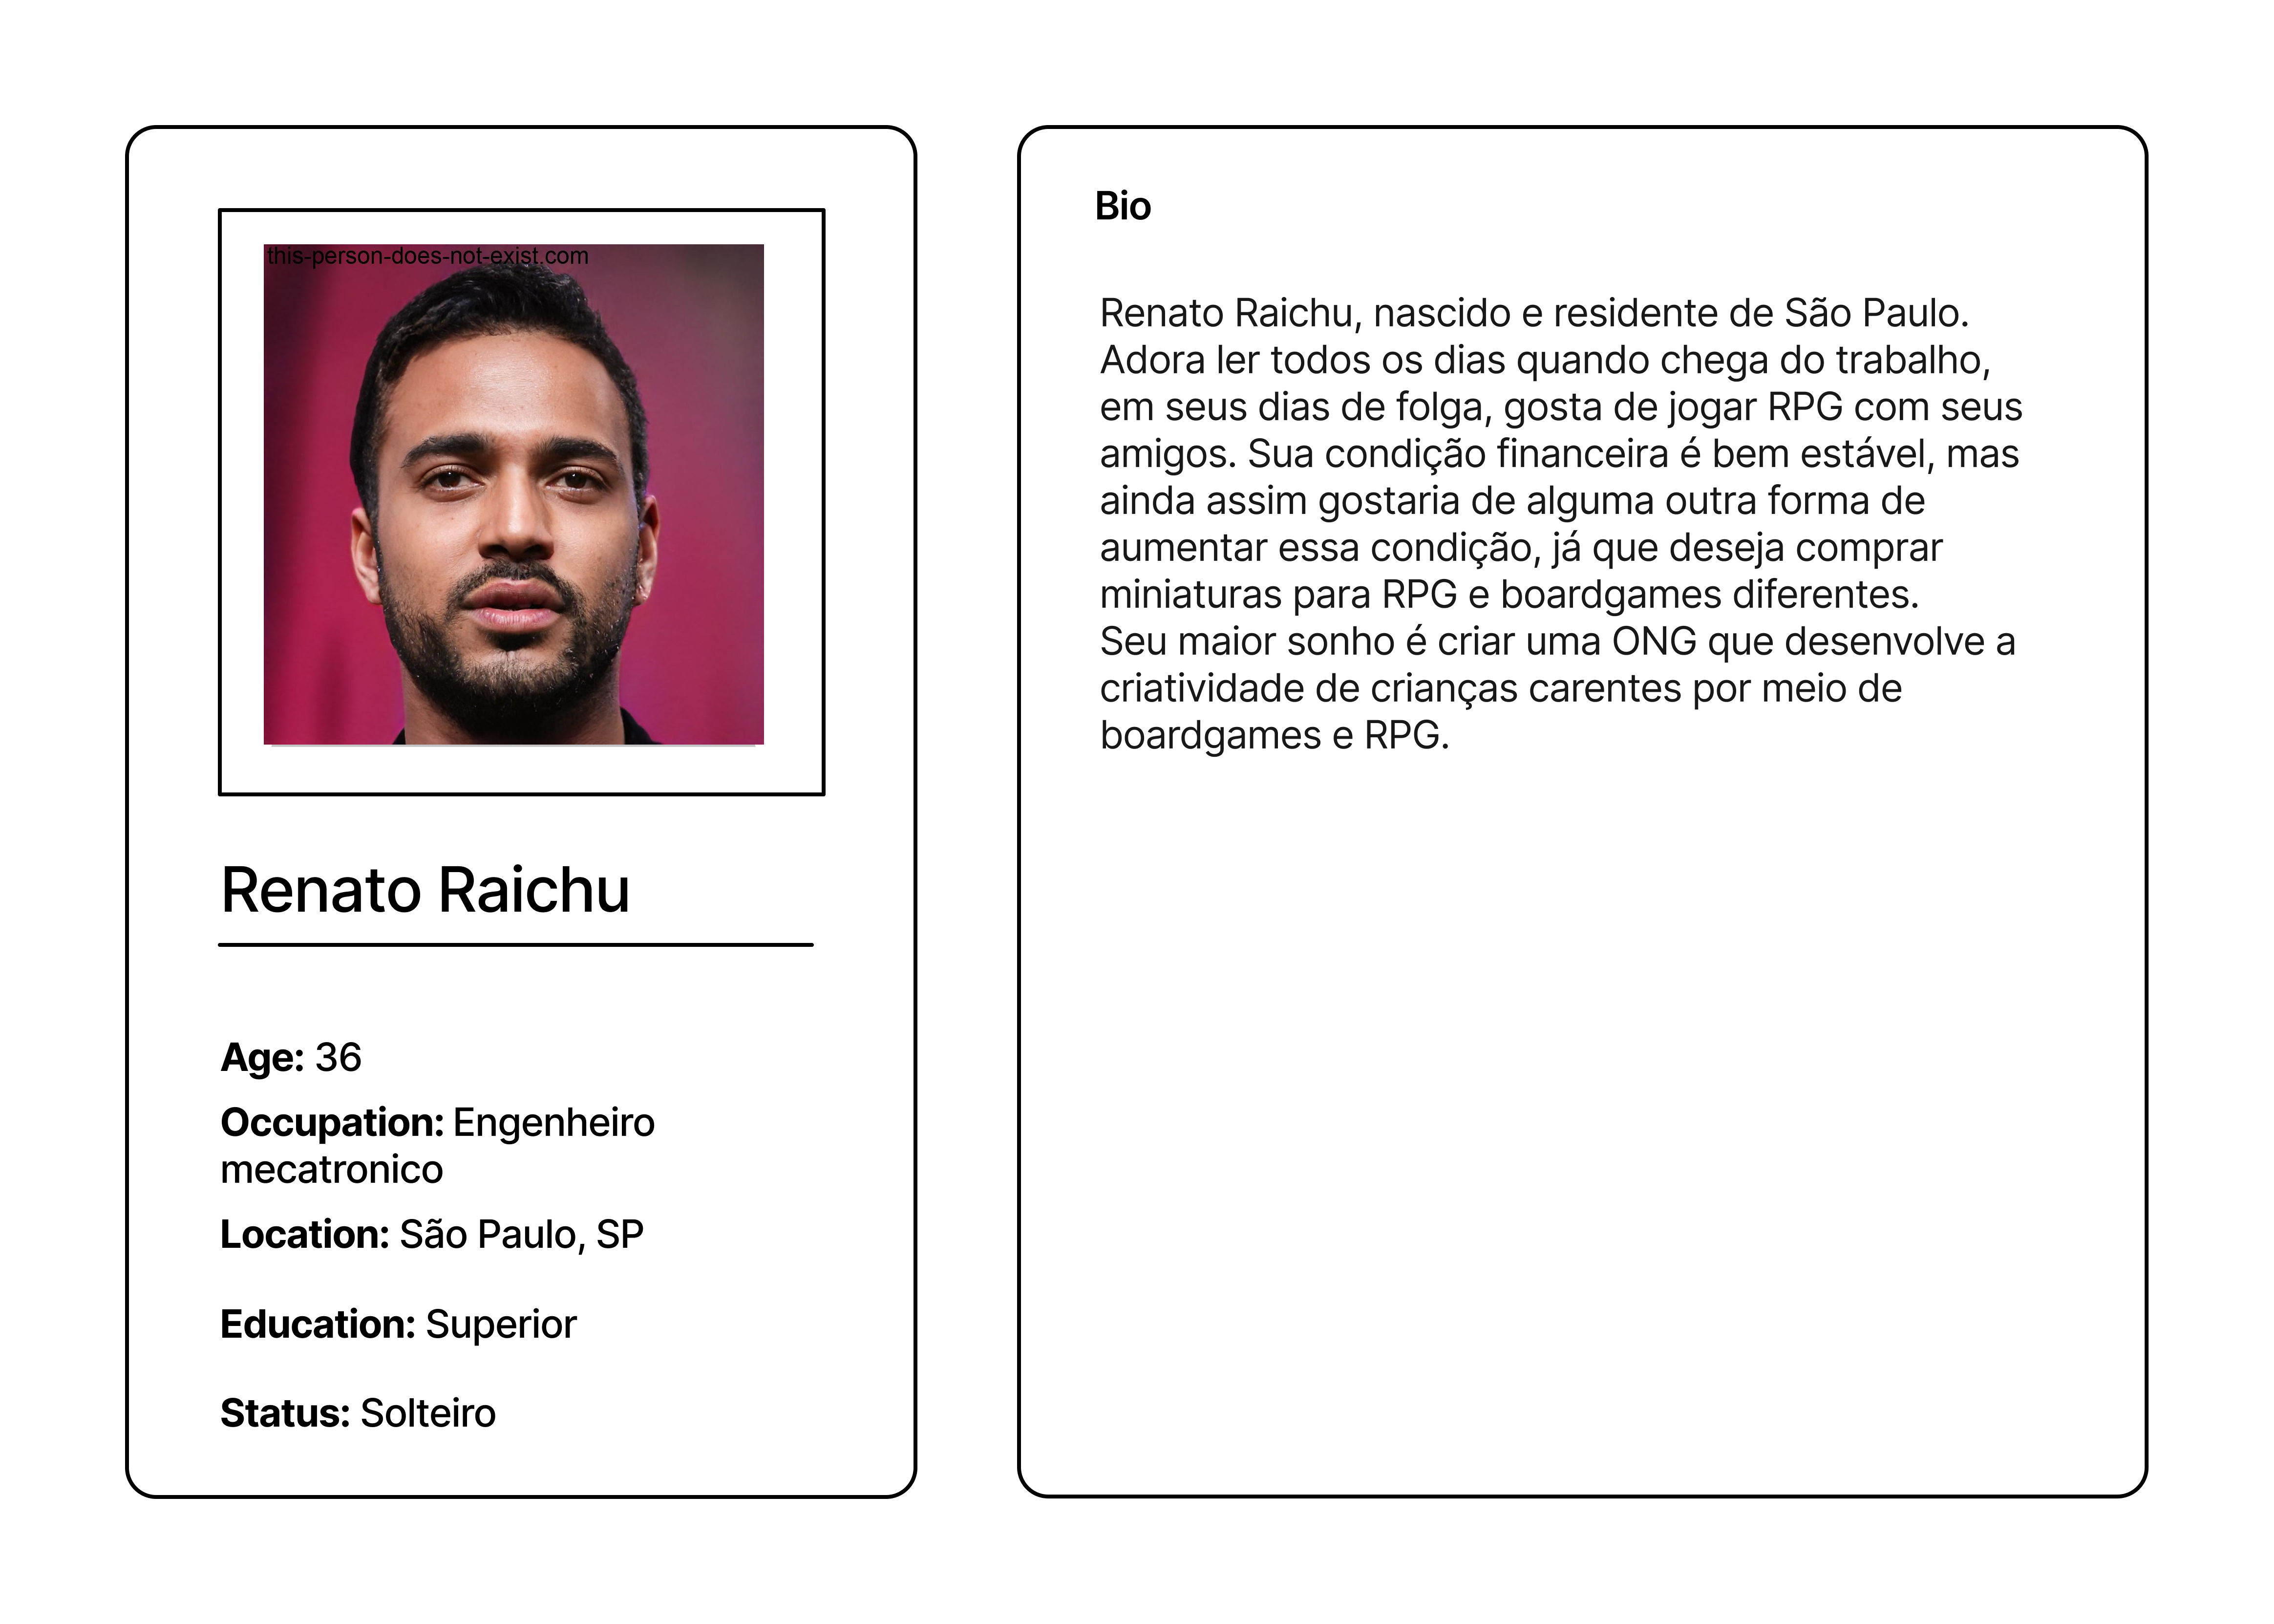 this-person-does-not-exist.com
Renato Raichu
Age: 36
Occupation: Engenheiro
mecatronico
Location: São Paulo, SP
Education: Superior
Status: Solteiro
Bio
Renato Raichu, nascido e residente de São Paulo.
Adora ler todos os dias quando chega do trabalho,
em seus dias de folga, gosta de jogar RPG com seus
amigos. Sua condição financeira é bem estável, mas
ainda assim gostaria de alguma outra forma de
aumentar essa condição, já que deseja comprar
miniaturas para RPG e boardgames diferentes.
Seu maior sonho é criar uma ONG que desenvolve a
criatividade de crianças carentes por meio de
boardgames e RPG.